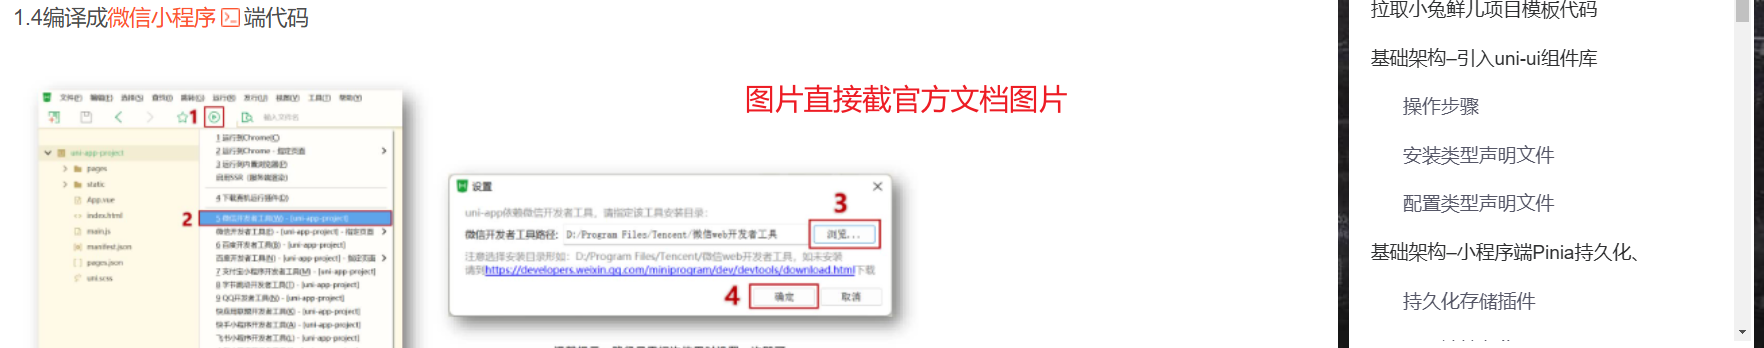 1.4编译成微信小程序端代码
图片直接截官方文档图片
文件(F) 编辑(E) 选择(S) 查找(I) 跳转(G) 运行(R) 发行(U) 视图(V) 工具(T) 帮助(Y)
1
输入文件名
uni-app-project
pages
static
App.vue
index.html
main.js
manifest.json
pages.json
uni.scss
1 运行到Chrome(C)
2 运行到Chrome - 指定页面
3 运行到内置浏览器(P)
启用SSR (服务端渲染)
4 下载真机运行插件(D)
2
5 微信开发者工具(W) - [uni-app-project]
微信开发者工具(E) - [uni-app-project] - 指定页面
6 百度开发者工具(B) - [uni-app-project]
百度开发者工具(N) - [uni-app-project] - 指定页面
7 支付宝小程序开发者工具(M) - [uni-app-project]
8 字节跳动开发者工具(T) - [uni-app-project]
9 QQ开发者工具(N) - [uni-app-project]
快应用联盟开发者工具(K) - [uni-app-project]
快手小程序开发者工具(A) - [uni-app-project]
飞书小程序开发者工具(L) - [uni-app-project]
设置
uni-app依赖微信开发者工具，请指定该工具安装目录：
3
微信开发者工具路径： D:/Program Files/Tencent/微信web开发者工具 浏览...
注意选择安装目录形如：D:/Program Files/Tencent/微信web开发者工具，如未安装
请到https://developers.weixin.qq.com/miniprogram/dev/devtools/download.html下载
4
确定 取消
拉取小兔鲜儿项目模板代码
基础架构–引入uni-ui组件库
操作步骤
安装类型声明文件
配置类型声明文件
基础架构–小程序端Pinia持久化、
持久化存储插件